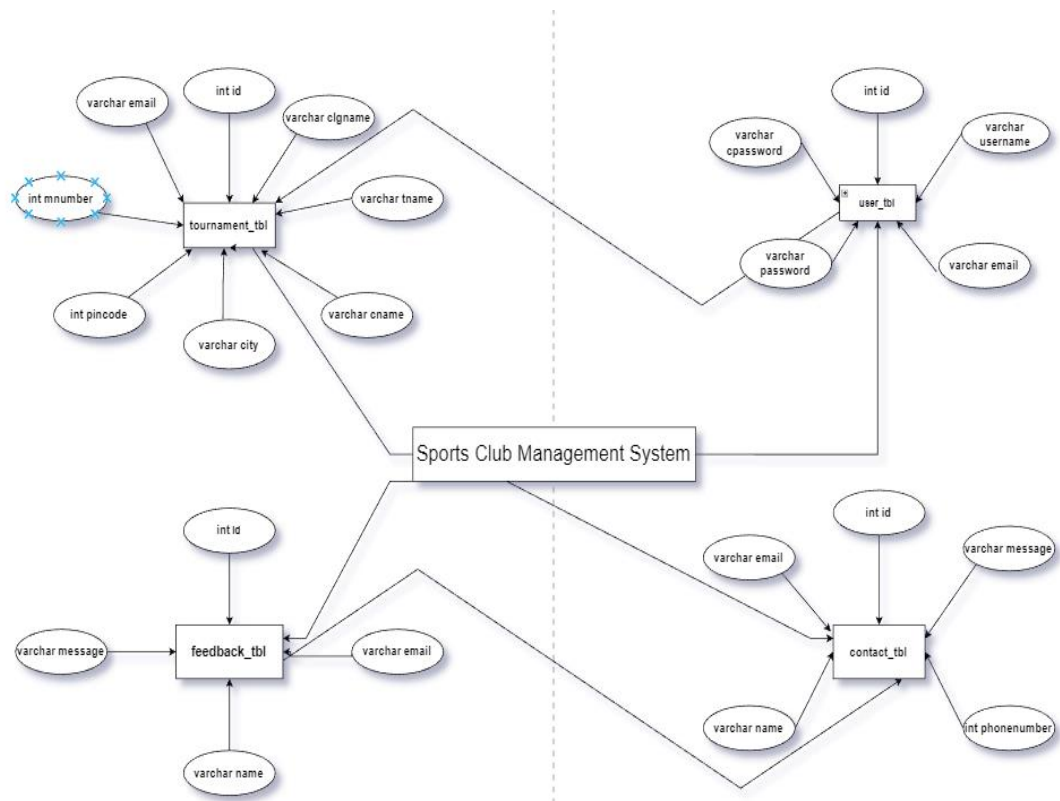 int id
varchar email
varchar clgname
int mnumber
varchar tname
tournament_tbl
int pincode
varchar cname
varchar city
int id
varchar
cpassword
varchar
username
user_tbl
varchar
password
varchar email
Sports Club Management System
int id
varchar message
feedback_tbl
varchar email
varchar name
int id
varchar email
varchar message
contact_tbl
varchar name
int phonenumber